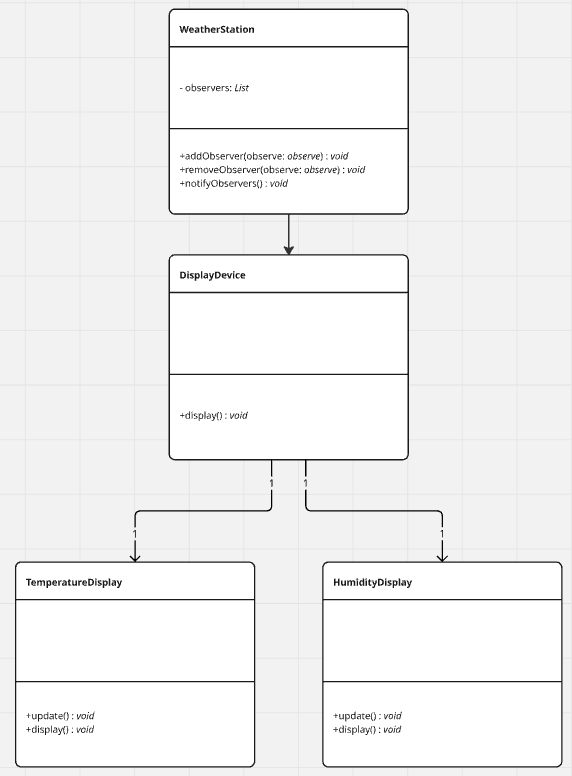 WeatherStation
- observers: List
+addObserver(observe: observe) : void
+removeObserver(observe: observe) : void
+notifyObservers() : void
DisplayDevice
+display() : void
1 1
1 1
TemperatureDisplay HumidityDisplay
+update() : void +update() : void
+display() : void +display() : void